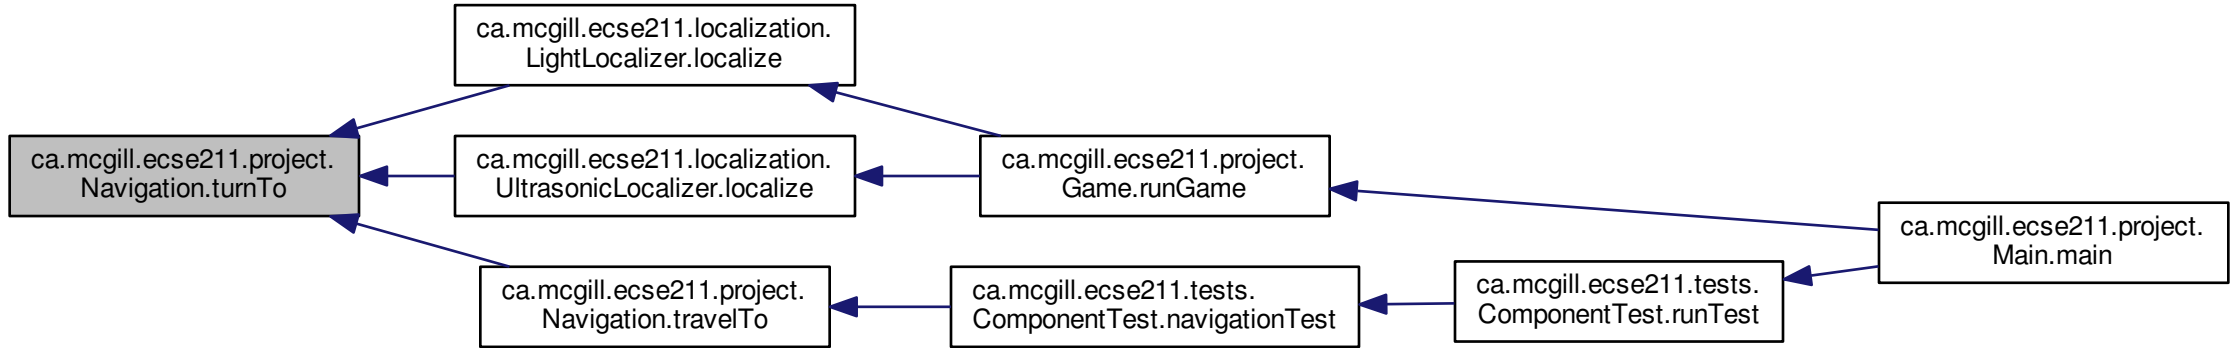 ca.mcgill.ecse211.localization.
LightLocalizer.localize
ca.mcgill.ecse211.project.
Navigation.turnTo
ca.mcgill.ecse211.localization.
UltrasonicLocalizer.localize
ca.mcgill.ecse211.project.
Game.runGame
ca.mcgill.ecse211.project.
Main.main
ca.mcgill.ecse211.project.
Navigation.travelTo
ca.mcgill.ecse211.tests.
ComponentTest.navigationTest
ca.mcgill.ecse211.tests.
ComponentTest.runTest